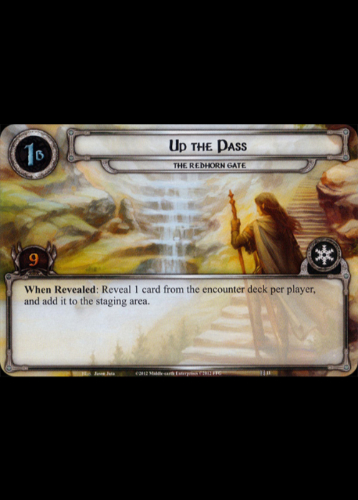 1B
UP THE PASS
THE REDHORN GATE
9
When Revealed: Reveal 1 card from the encounter deck per player,
and add it to the staging area.
©2012 Middle-earth Enterprises ©2012 FFG